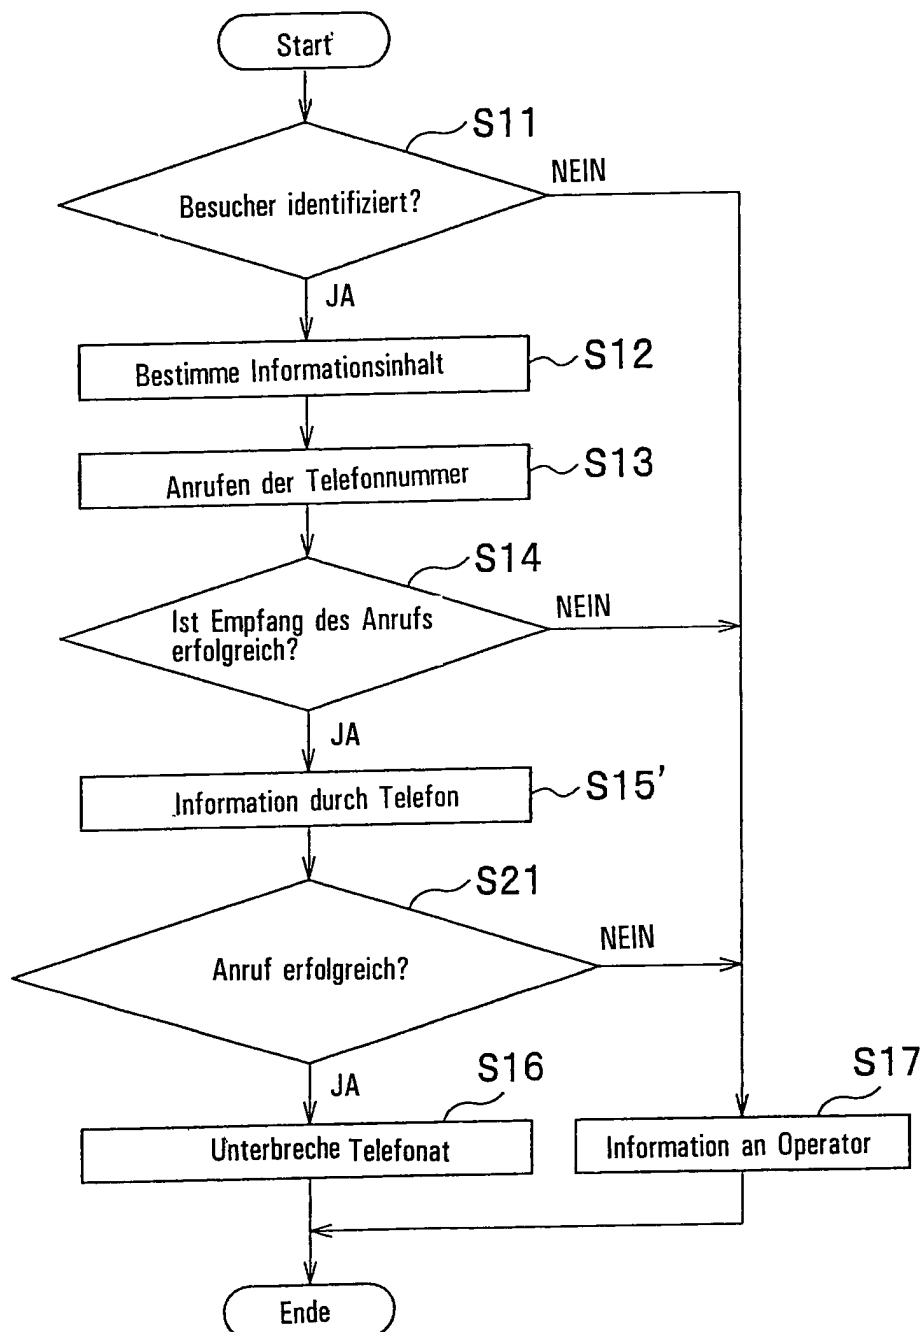 Start
S11
NEIN
Besucher identifiziert?
JA
Bestimme Informationsinhalt
S12
Anrufen der Telefonnummer
S13
S14
NEIN
Ist Empfang des Anrufs
erfolgreich?
JA
Information durch Telefon
S15'
S21
NEIN
Anruf erfolgreich?
JA
S16
S17
Unterbreche Telefonat
Information an Operator
Ende